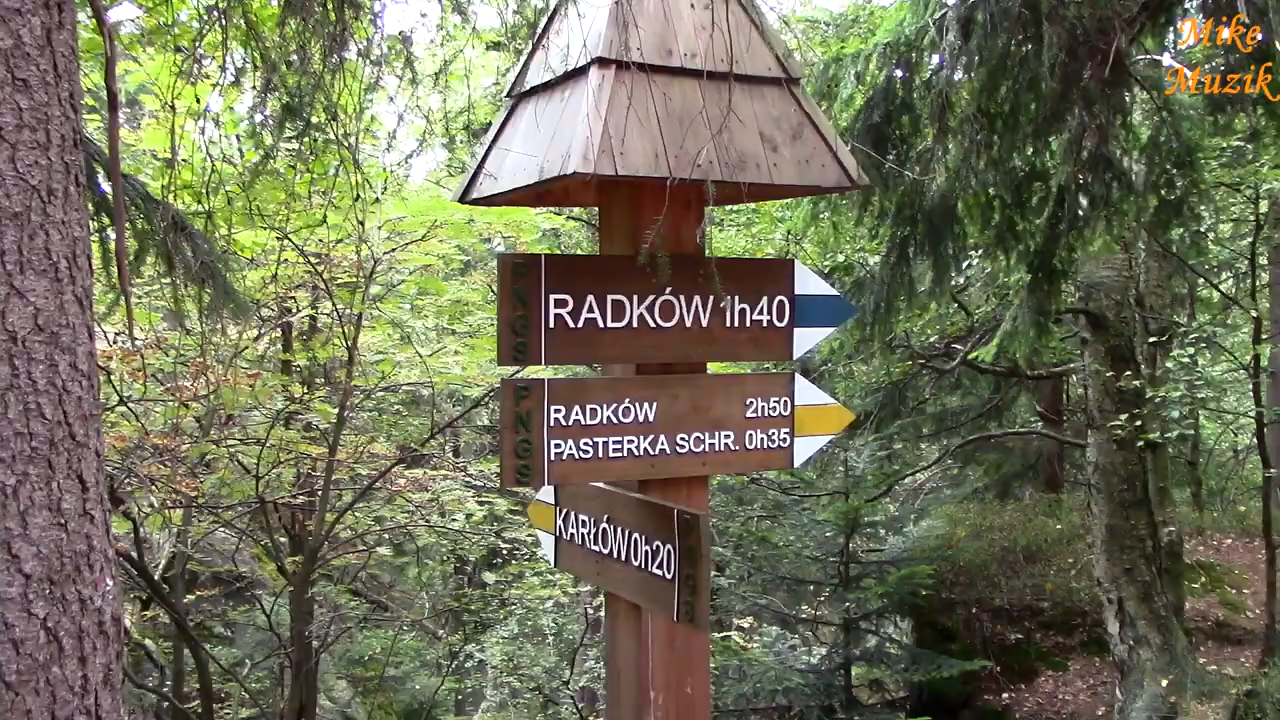 Mike
Muzik
PNGS
RADKÓW 1h40
PNGS
RADKÓW 2h50
PASTERKA SCHR. 0h35
KARŁÓW 0h20